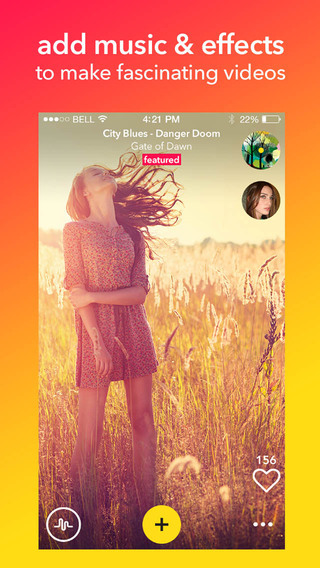 add music & effects
to make fascinating videos
BELL 4:21 PM 22%
City Blues - Danger Doom
Gate of Dawn
featured
156